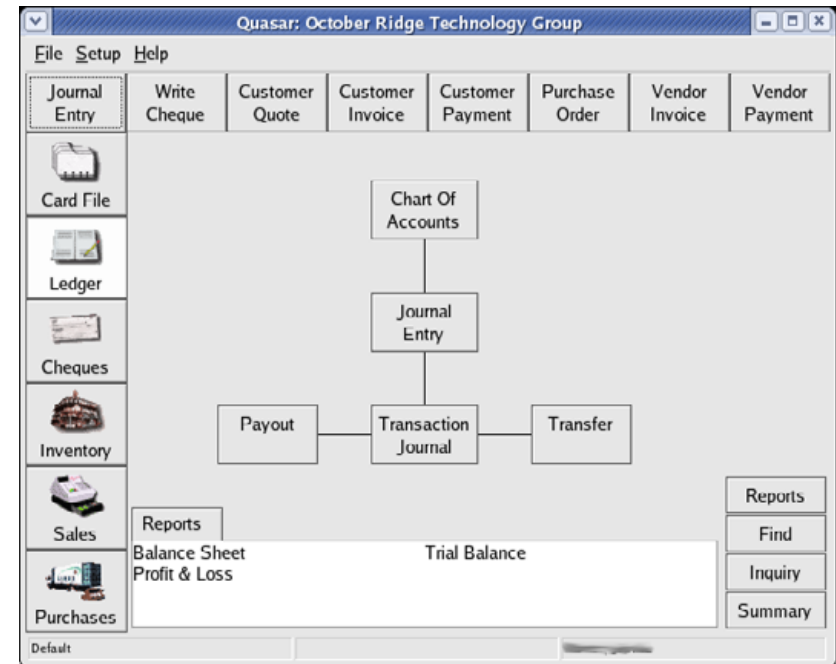 Quasar: October Ridge Technology Group
File Setup Help
Journal Entry
Write Cheque
Customer Quote
Customer Invoice
Customer Payment
Purchase Order
Vendor Invoice
Vendor Payment
Card File
Ledger
Cheques
Inventory
Sales
Purchases
Chart Of
Accounts
Journal
Entry
Payout
Transaction
Journal
Transfer
Reports
Balance Sheet
Trial Balance
Profit & Loss
Reports
Find
Inquiry
Summary
Default